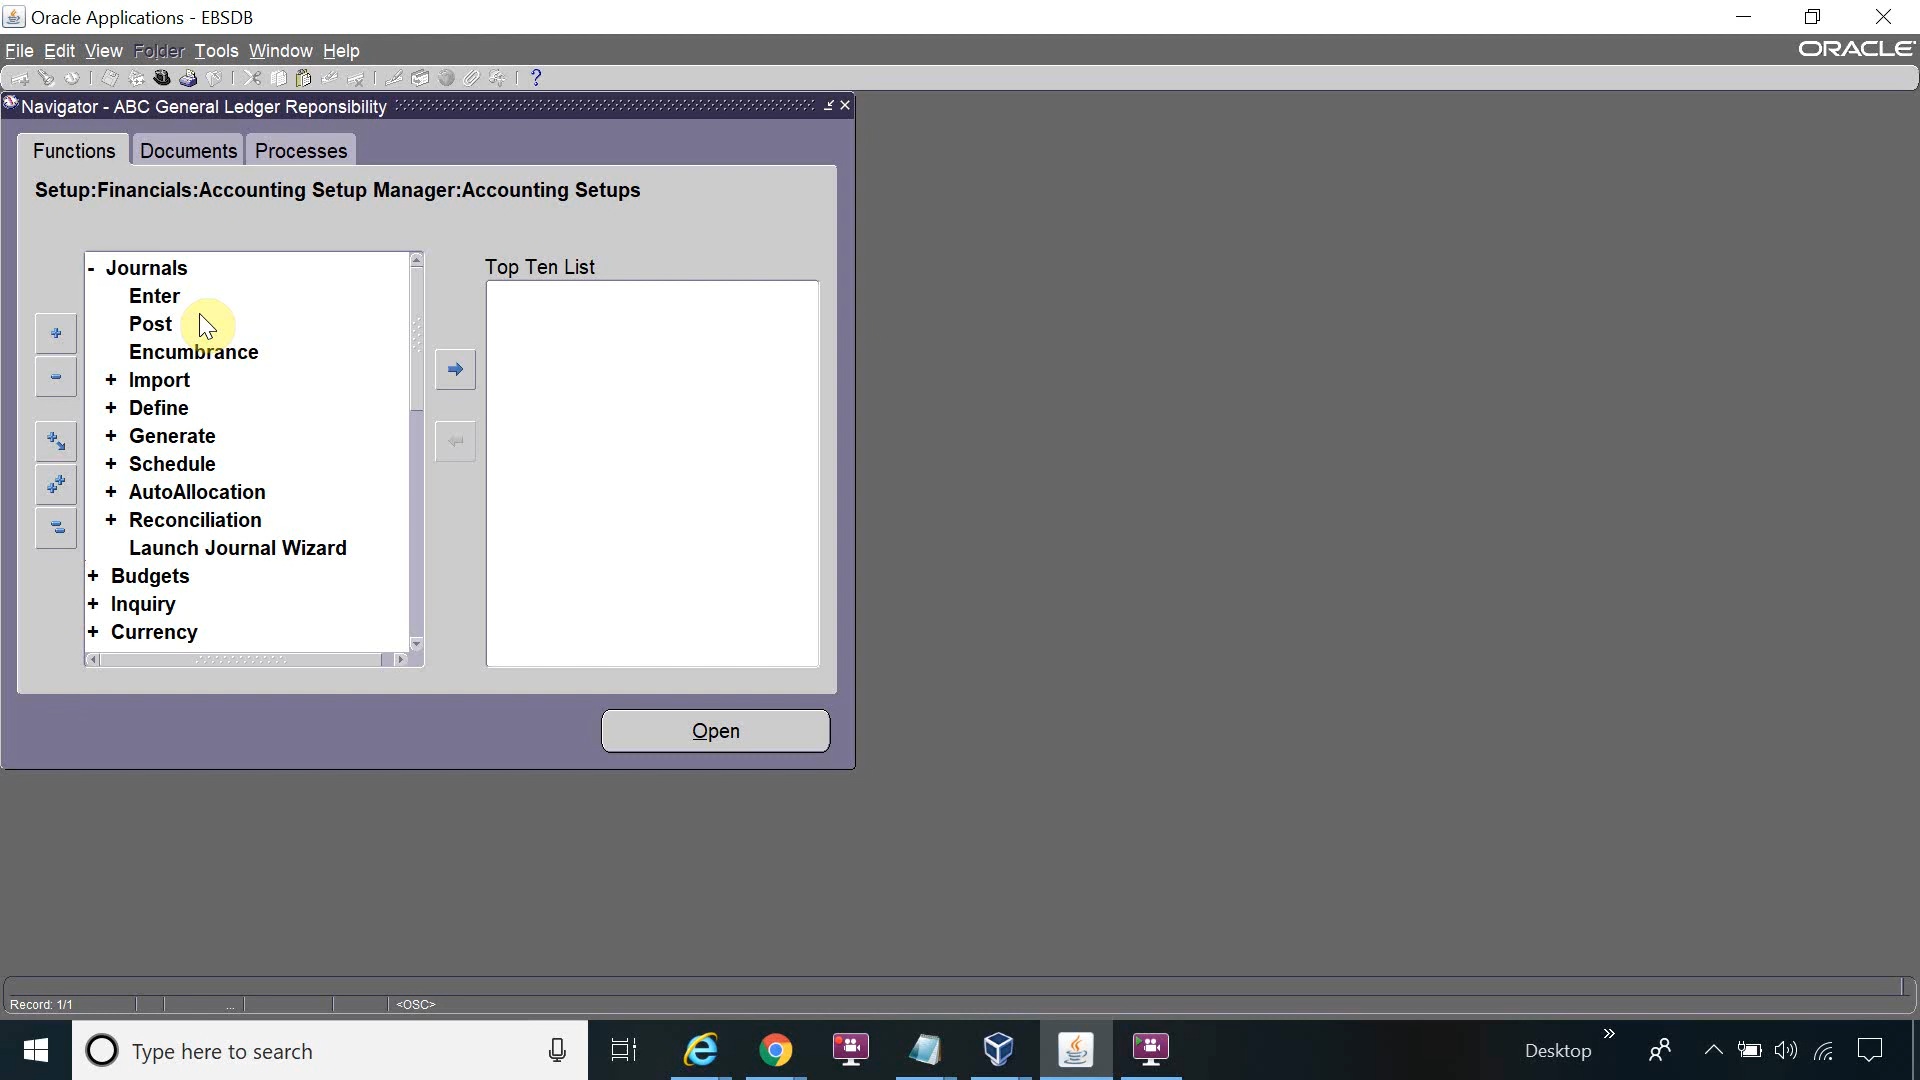 Oracle Applications - EBSDB
File Edit View Folder Tools Window Help
ORACLE
?
Navigator - ABC General Ledger Reponsibility
Functions Documents Processes
Setup:Financials:Accounting Setup Manager:Accounting Setups
- Journals
Enter
Post
Encumbrance
+ Import
+ Define
+ Generate
+ Schedule
+ AutoAllocation
+ Reconciliation
Launch Journal Wizard
+ Budgets
+ Inquiry
+ Currency
Top Ten List
Open
Record: 1/1 ... <OSC>
Type here to search
Desktop